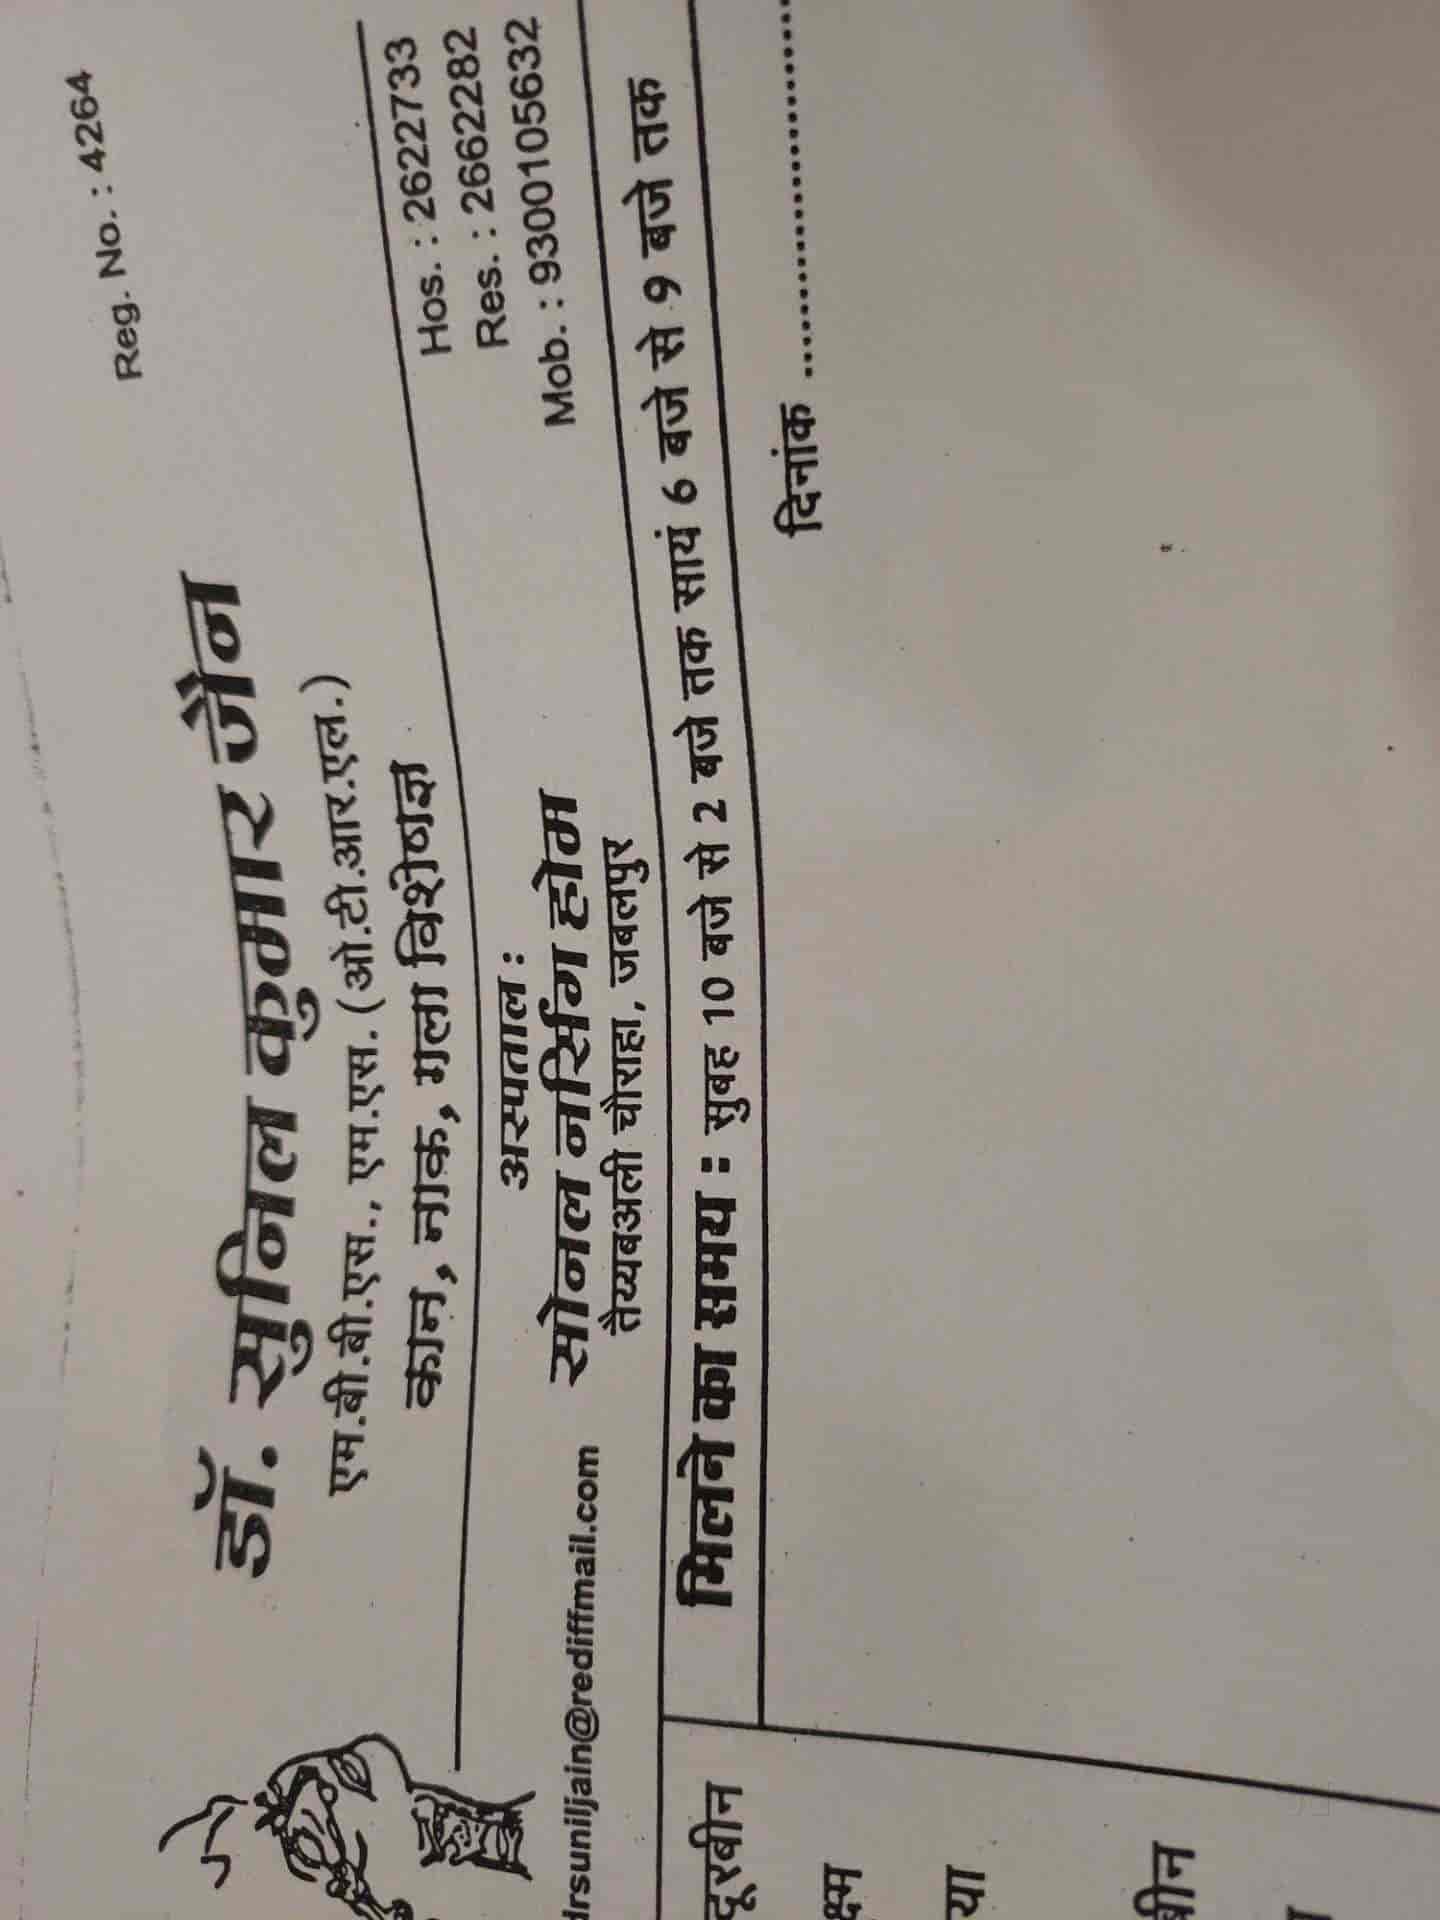 Reg. No. : 4264
डॉ. सुनिल कुमार जैन
एम.बी.बी.एस., एम.एस. (ओ.टी.आर.एल.)
कान, नाक, गला विशेषज्ञ
Hos. : 2622733
Res. : 2662282
Mob. : 9300105632
अस्पताल :
सोनल नर्सिंग होम
तैय्यबअली चौराहा, जबलपुर
drsuniljain@rediffmail.com
मिलने का समय : सुबह 10 बजे से 2 बजे तक सायं 6 बजे से 9 बजे तक
दिनांक ........................
दूरबीन
क्ष्म
या
बीन